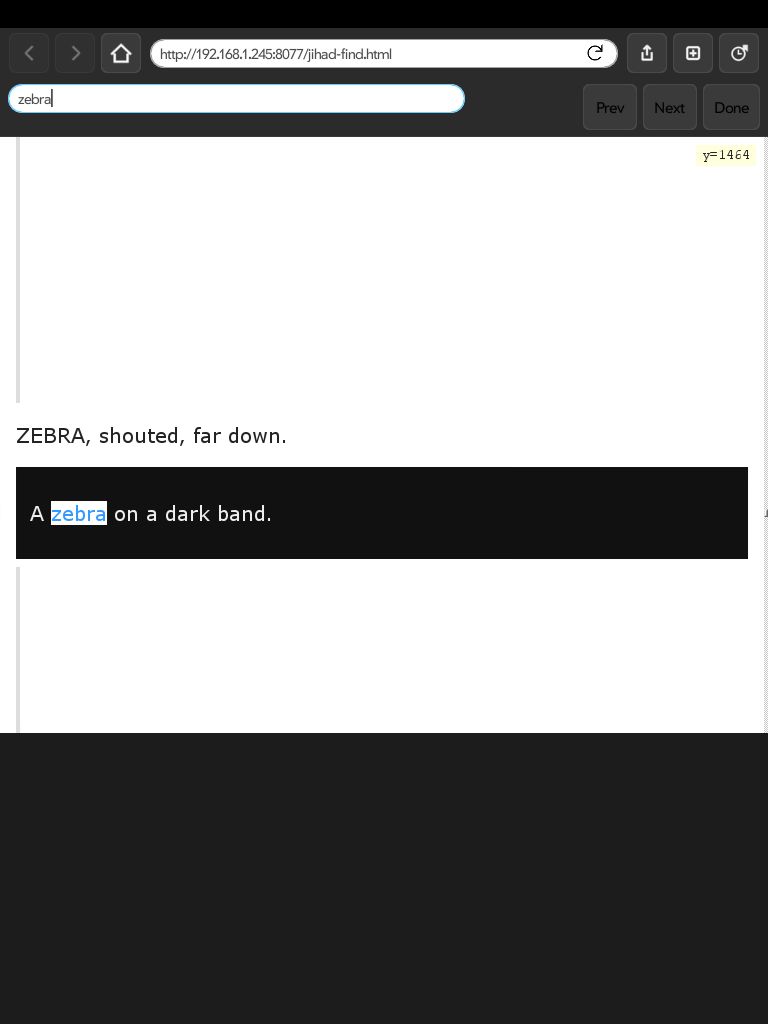 http://192.168.1.245:8077/jihad-find.html
zebra
Prev Next Done
y=1464
ZEBRA, shouted, far down.
A zebra on a dark band.